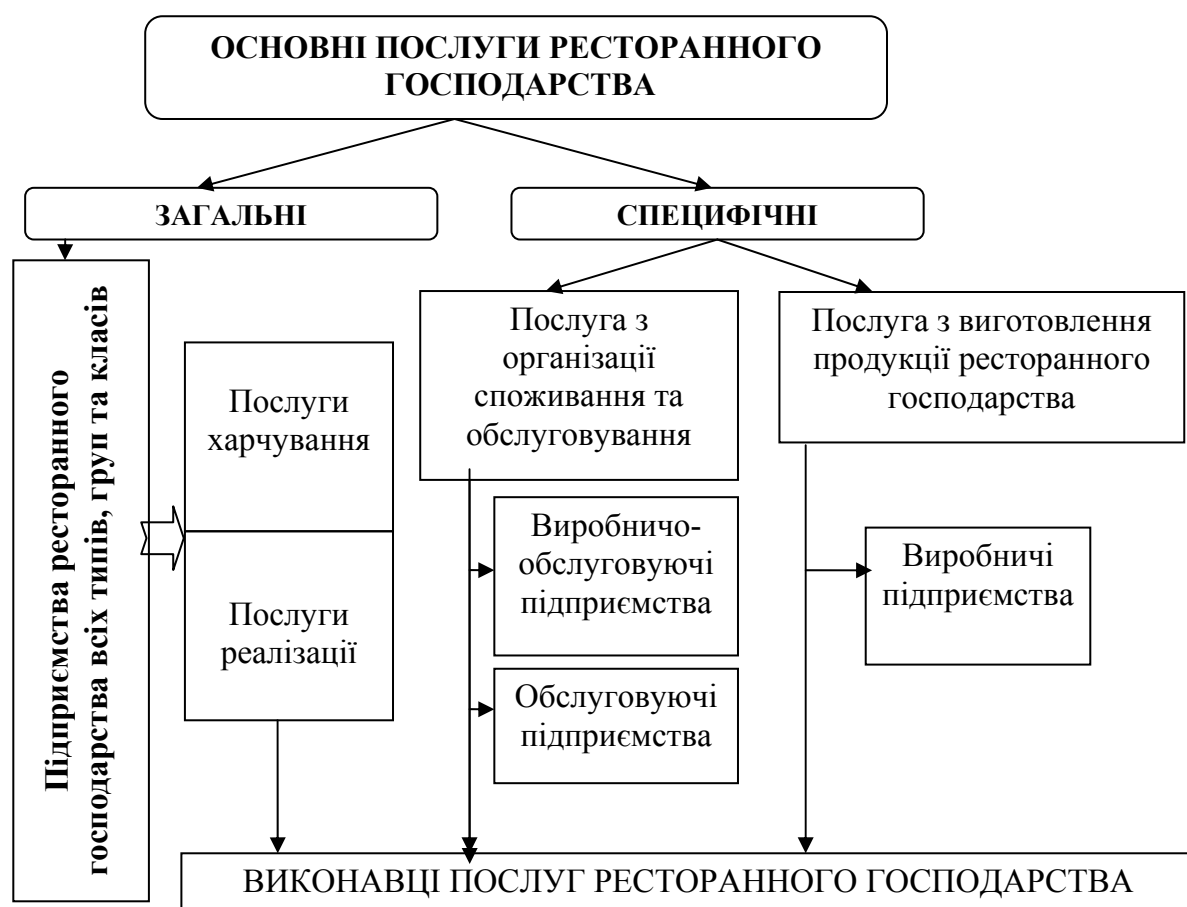 ОСНОВНІ ПОСЛУГИ РЕСТОРАННОГО
ГОСПОДАРСТВА
ЗАГАЛЬНІ
СПЕЦИФІЧНІ
Підприємства ресторанного
господарства всіх типів, груп та класів
Послуги
харчування
Послуги
реалізації
Послуга з
організації
споживання та
обслуговування
Виробничо-
обслуговуючі
підприємства
Обслуговуючі
підприємства
Послуга з виготовлення
продукції ресторанного
господарства
Виробничі
підприємства
ВИКОНАВЦІ ПОСЛУГ РЕСТОРАННОГО ГОСПОДАРСТВА